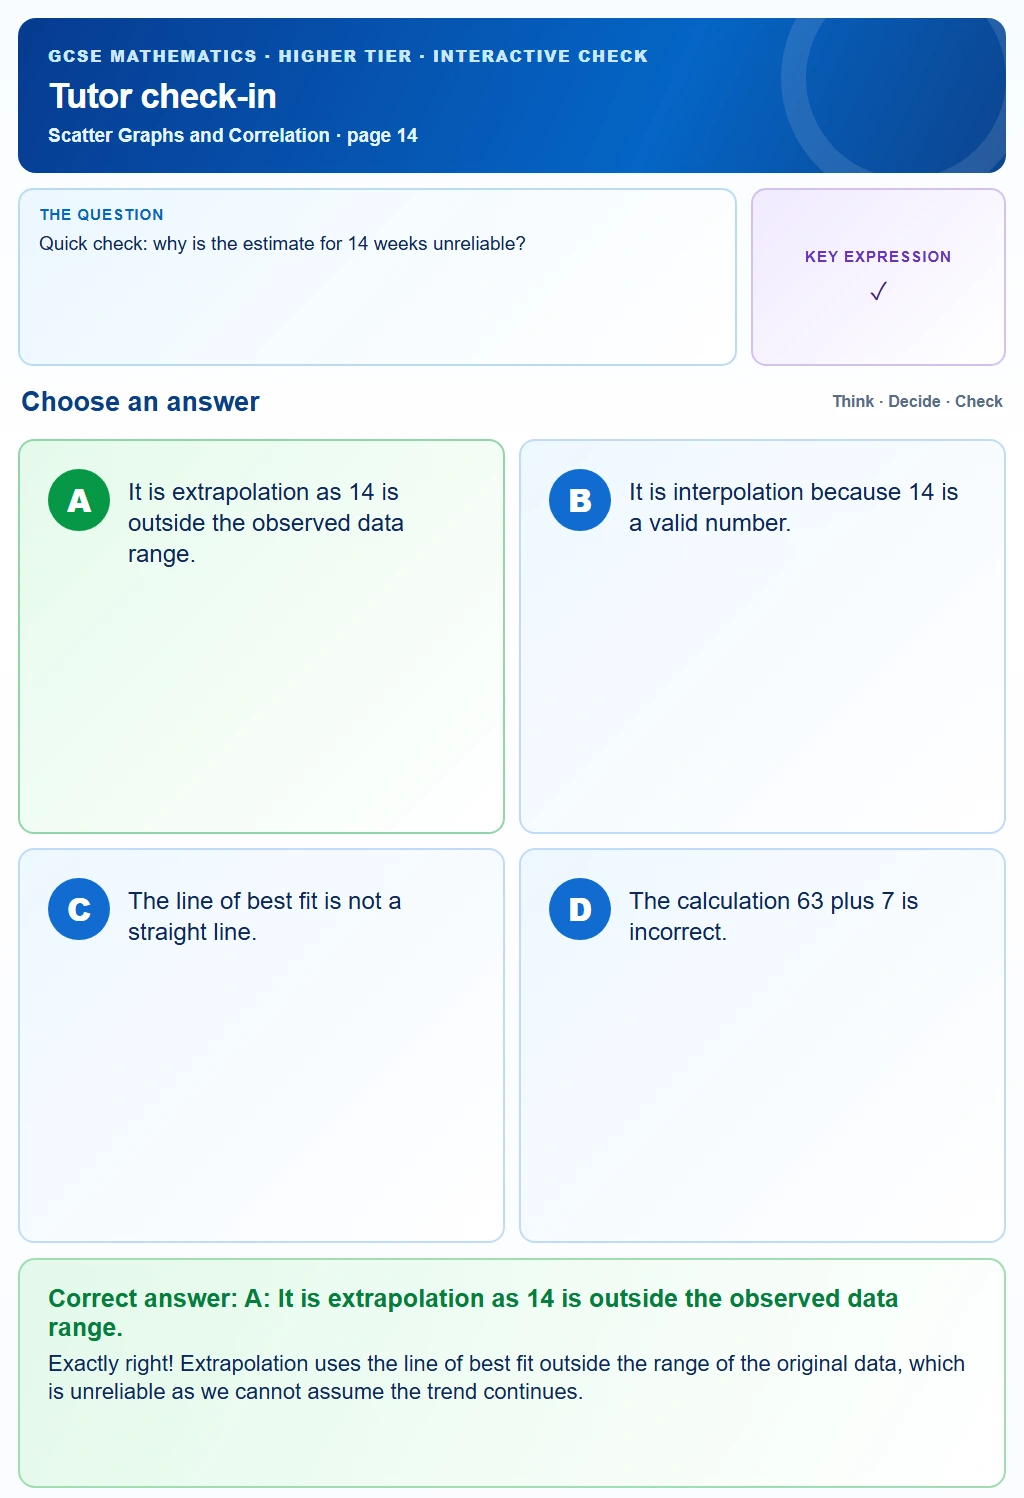 GCSE MATHEMATICS · HIGHER TIER · INTERACTIVE CHECK
Tutor check-in
Scatter Graphs and Correlation · page 14
THE QUESTION
Quick check: why is the estimate for 14 weeks unreliable?
KEY EXPRESSION
✓
Choose an answer
Think · Decide · Check
A
It is extrapolation as 14 is
outside the observed data
range.
B
It is interpolation because 14 is
a valid number.
C
The line of best fit is not a
straight line.
D
The calculation 63 plus 7 is
incorrect.
Correct answer: A: It is extrapolation as 14 is outside the observed data
range.
Exactly right! Extrapolation uses the line of best fit outside the range of the original data, which
is unreliable as we cannot assume the trend continues.